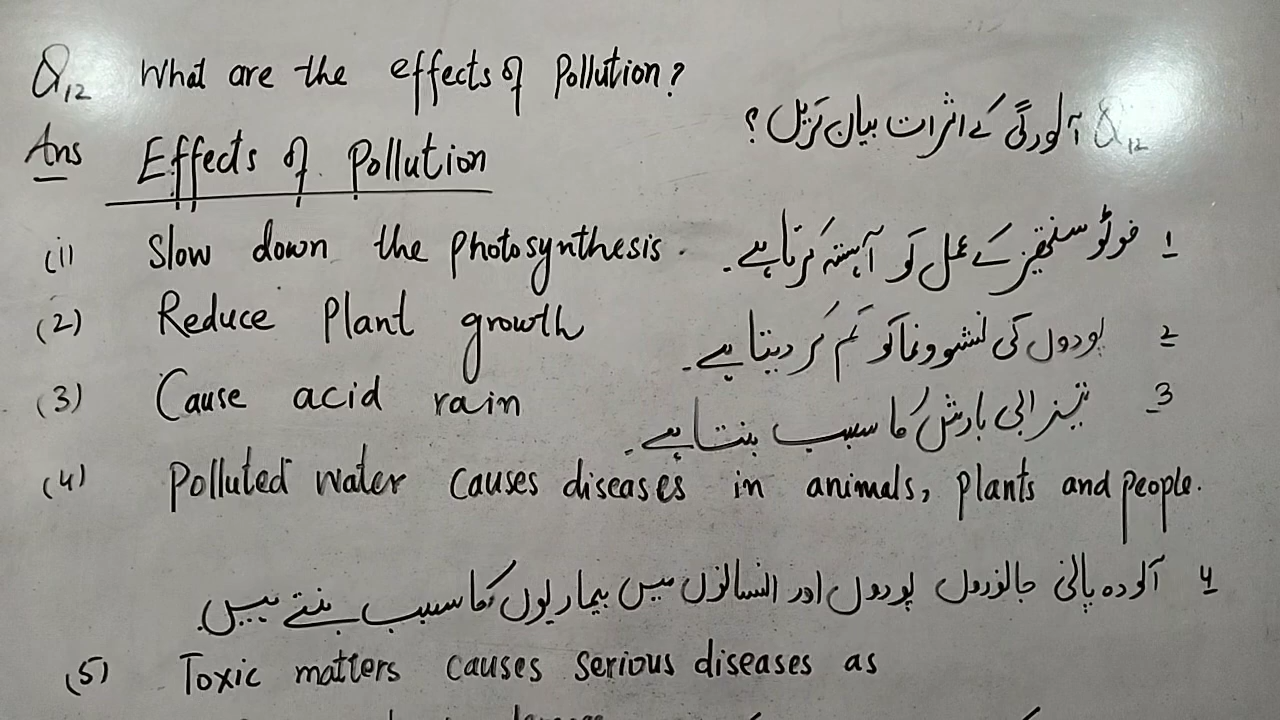 Q12 What are the effects of Pollution?
Q12 آلودگی کے اثرات بیان کریں؟
Ans Effects of Pollution
(1) Slow down the Photosynthesis.
1 فوٹو سنتھیسز کے عمل کو آہستہ کرتا ہے۔
(2) Reduce Plant growth
2 پودوں کی نشوونما کو کم کر دیتا ہے۔
(3) Cause acid rain
3 تیزابی بارش کا سبب بنتا ہے۔
(4) Polluted water causes diseases in animals, plants and people.
4 آلودہ پانی جانوروں پودوں اور انسانوں میں بیماریوں کا سبب بنتے ہیں۔
(5) Toxic matters causes serious diseases as